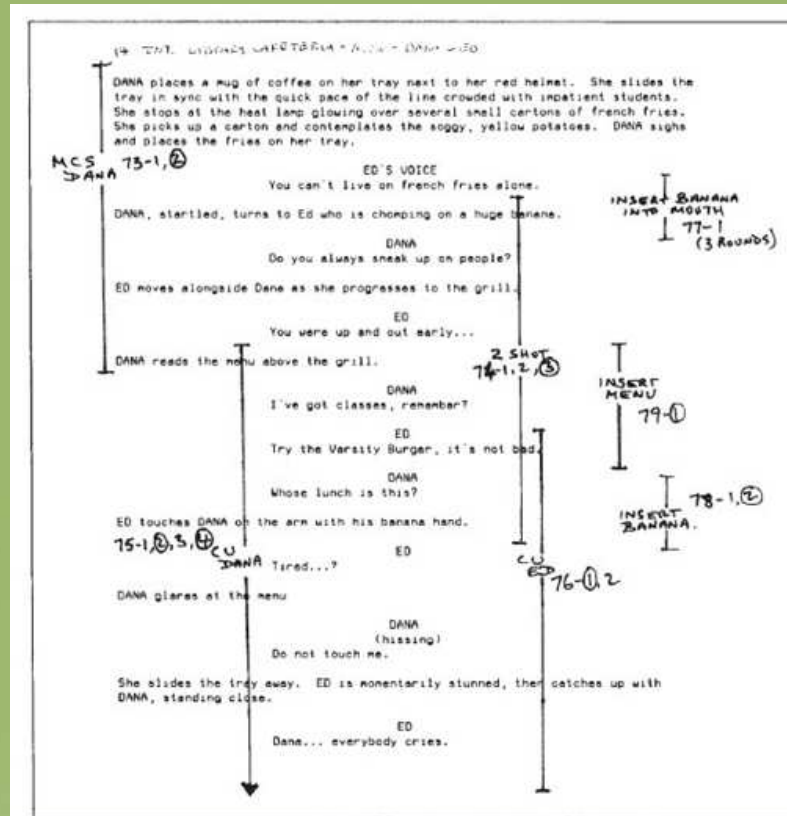 14 INT. LIBRARY CAFETERIA - DANA ED
DANA places a mug of coffee on her tray next to her red helmet. She slides the
tray in sync with the quick pace of the line crowded with impatient students.
She stops at the heat lamp glowing over several small cartons of french fries.
She picks up a carton and contemplates the soggy, yellow potatoes. DANA sighs
and places the fries on her tray.
MCS
DANA
73-1, ②
ED'S VOICE
You can't live on french fries alone.
INSERT BANANA
INTO MOUTH
77-1
(3 ROUNDS)
DANA, startled, turns to Ed who is chomping on a huge banana.
DANA
Do you always sneak up on people?
ED moves alongside Dana as she progresses to the grill.
ED
You were up and out early...
DANA reads the menu above the grill.
2 SHOT
74-1, 2, ③
INSERT
MENU
79-①
DANA
I've got classes, remember?
ED
Try the Varsity Burger, it's not bad.
DANA
Whose lunch is this?
78-1, ②
INSERT
BANANA.
ED touches DANA on the arm with his banana hand.
75-1, ②, 3, ④
CU
DANA
ED
Tired...?
CU
ED
76-①, 2
DANA glares at the menu
DANA
(hissing)
Do not touch me.
She slides the tray away. ED is momentarily stunned, then catches up with
DANA, standing close.
ED
Dana... everybody cries.